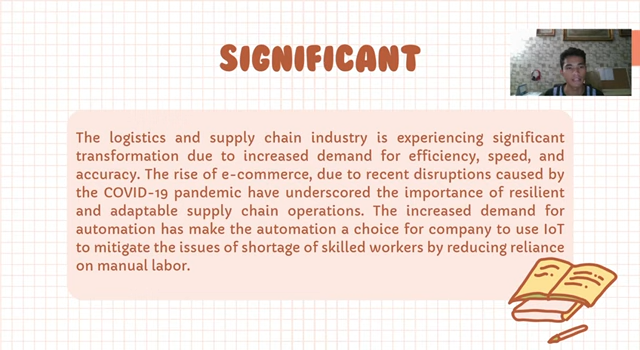 SIGNIFICANT
The logistics and supply chain industry is experiencing significant
transformation due to increased demand for efficiency, speed, and
accuracy. The rise of e-commerce, due to recent disruptions caused by
the COVID-19 pandemic have underscored the importance of resilient
and adaptable supply chain operations. The increased demand for
automation has make the automation a choice for company to use IoT
to mitigate the issues of shortage of skilled workers by reducing reliance
on manual labor.